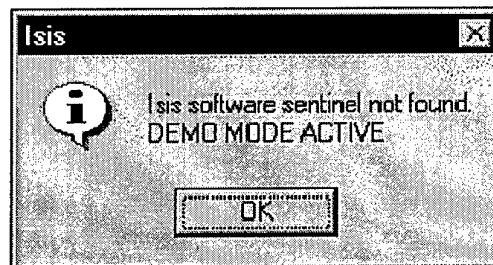 Isis
Isis software sentinel not found.
DEMO MODE ACTIVE
OK